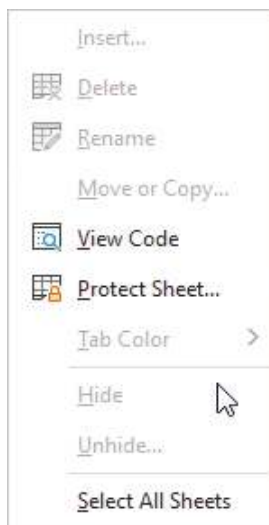 Insert...
Delete
Rename
Move or Copy...
View Code
Protect Sheet...
Tab Color
Hide
Unhide...
Select All Sheets